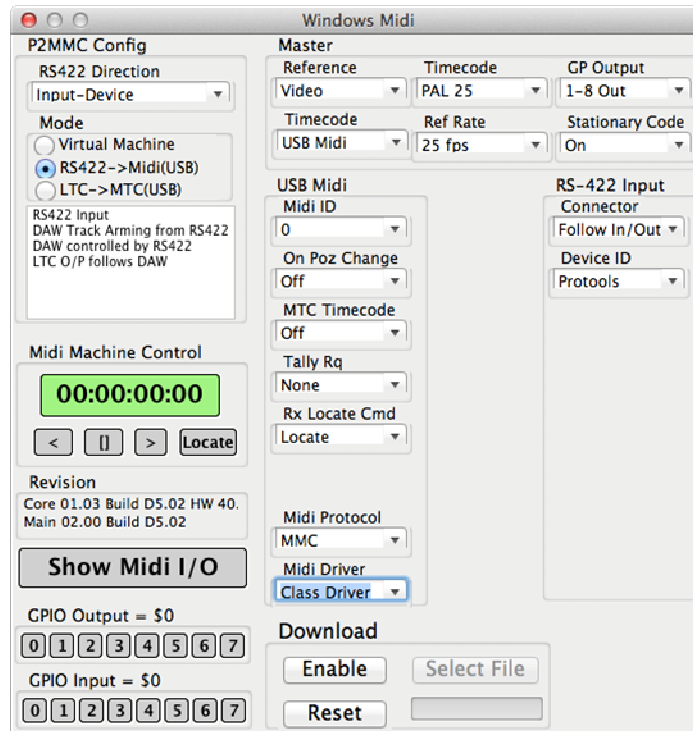 Windows Midi
P2MMC Config
RS422 Direction
Input-Device
Mode
Virtual Machine
RS422->Midi(USB)
LTC->MTC(USB)
RS422 Input
DAW Track Arming from RS422
DAW controlled by RS422
LTC O/P follows DAW
Midi Machine Control
00:00:00:00
< [] > Locate
Revision
Core 01.03 Build D5.02 HW 40.
Main 02.00 Build D5.02
Show Midi I/O
GPIO Output = $0
0 1 2 3 4 5 6 7
GPIO Input = $0
0 1 2 3 4 5 6 7
Master
Reference Timecode GP Output
Video PAL 25 1-8 Out
Timecode Ref Rate Stationary Code
USB Midi 25 fps On
USB Midi
Midi ID
0
On Poz Change
Off
MTC Timecode
Off
Tally Rq
None
Rx Locate Cmd
Locate
Midi Protocol
MMC
Midi Driver
Class Driver
RS-422 Input
Connector
Follow In/Out
Device ID
Protools
Download
Enable Select File
Reset